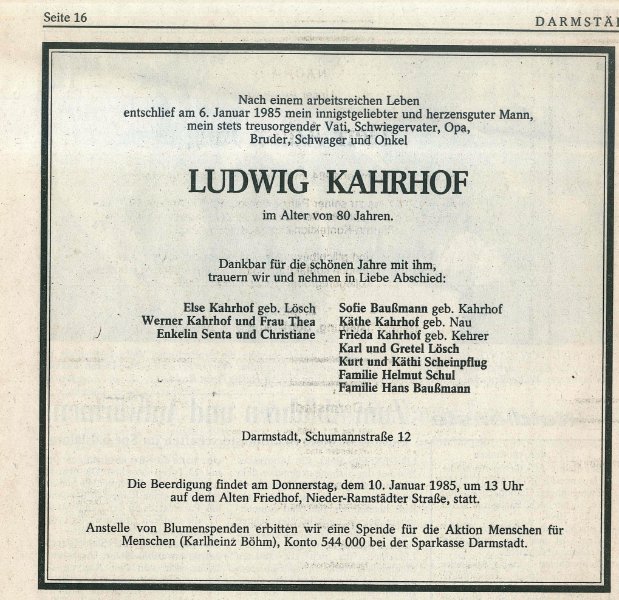 Seite 16
DARMSTÄ
Nach einem arbeitsreichen Leben
entschlief am 6. Januar 1985 mein innigstgeliebter und herzensguter Mann,
mein stets treusorgender Vati, Schwiegervater, Opa,
Bruder, Schwager und Onkel
LUDWIG KAHRHOF
im Alter von 80 Jahren.
Dankbar für die schönen Jahre mit ihm,
trauern wir und nehmen in Liebe Abschied:
Else Kahrhof geb. Lösch
Werner Kahrhof und Frau Thea
Enkelin Senta und Christiane
Sofie Baußmann geb. Kahrhof
Käthe Kahrhof geb. Nau
Frieda Kahrhof geb. Kehrer
Karl und Gretel Lösch
Kurt und Käthi Scheinpflug
Familie Helmut Schul
Familie Hans Baußmann
Darmstadt, Schumannstraße 12
Die Beerdigung findet am Donnerstag, dem 10. Januar 1985, um 13 Uhr
auf dem Alten Friedhof, Nieder-Ramstädter Straße, statt.
Anstelle von Blumenspenden erbitten wir eine Spende für die Aktion Menschen für
Menschen (Karlheinz Böhm), Konto 544 000 bei der Sparkasse Darmstadt.